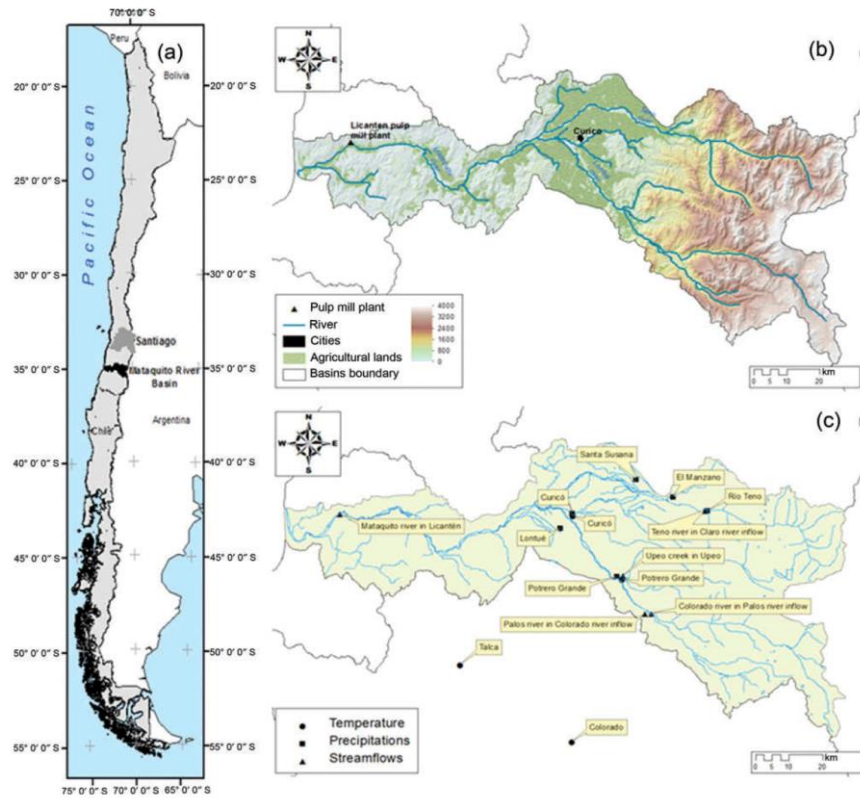 70°0' 0" S
(a)
Peru
Bolivia
20° 0' 0" S
20° 0' 0" S
25° 0' 0" S
25° 0' 0" S
30° 0' 0" S
30° 0' 0" S
35° 0' 0" S
35° 0' 0" S
40° 0' 0" S
40° 0' 0" S
45° 0' 0" S
45° 0' 0" S
50° 0' 0" S
50° 0' 0" S
55° 0' 0" S
55° 0' 0" S
Pacific Ocean
Santiago
Mataquito River
Basin
Chile
Argentina
75° 0' 0" S
70° 0' 0" S
65° 0' 0" S
(b)
N
W
E
S
Licanten pulp
mill plant
Curico
Pulp mill plant
River
Cities
Agricultural lands
Basins boundary
4000
3200
2400
1600
800
0
km
0 5 10 20
(c)
N
W
E
S
Santa Susana
El Manzano
Curicó
Rio Teno
Mataquito river in Licantén
Curicó
Teno river in Claro river inflow
Lontué
Upeo creek in Upeo
Potrero Grande
Potrero Grande
Colorado river in Palos river inflow
Palos river in Colorado river inflow
Talca
Colorado
Temperature
Precipitations
Streamflows
km
0 5 10 20